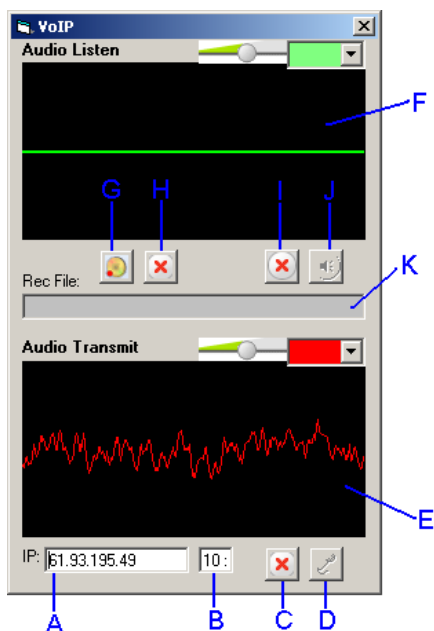 VoIP
Audio Listen
F
G H I J
Rec File:
K
Audio Transmit
E
IP: 61.93.195.49 10:
A B C D